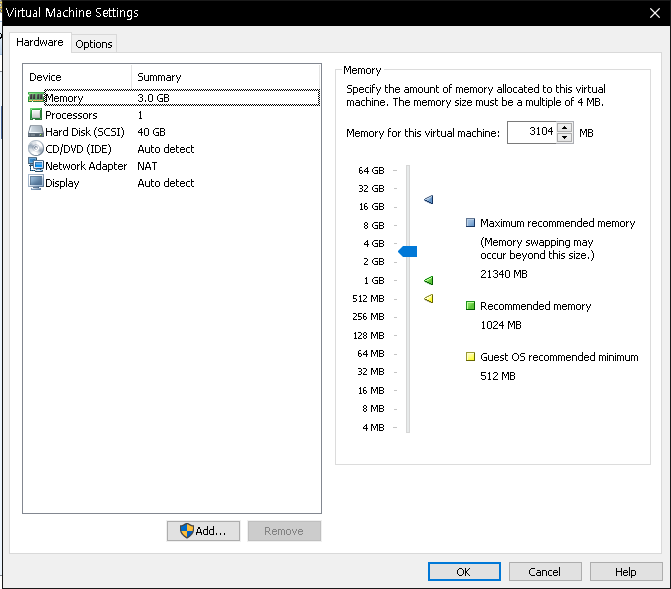 Virtual Machine Settings
Hardware
Options
Device Summary
Memory 3.0 GB
Processors 1
Hard Disk (SCSI) 40 GB
CD/DVD (IDE) Auto detect
Network Adapter NAT
Display Auto detect
Add...
Remove
Memory
Specify the amount of memory allocated to this virtual
machine. The memory size must be a multiple of 4 MB.
Memory for this virtual machine: 3104 MB
64 GB
32 GB
16 GB
8 GB
4 GB
2 GB
1 GB
512 MB
256 MB
128 MB
64 MB
32 MB
16 MB
8 MB
4 MB
Maximum recommended memory
(Memory swapping may
occur beyond this size.)
21340 MB
Recommended memory
1024 MB
Guest OS recommended minimum
512 MB
OK
Cancel
Help